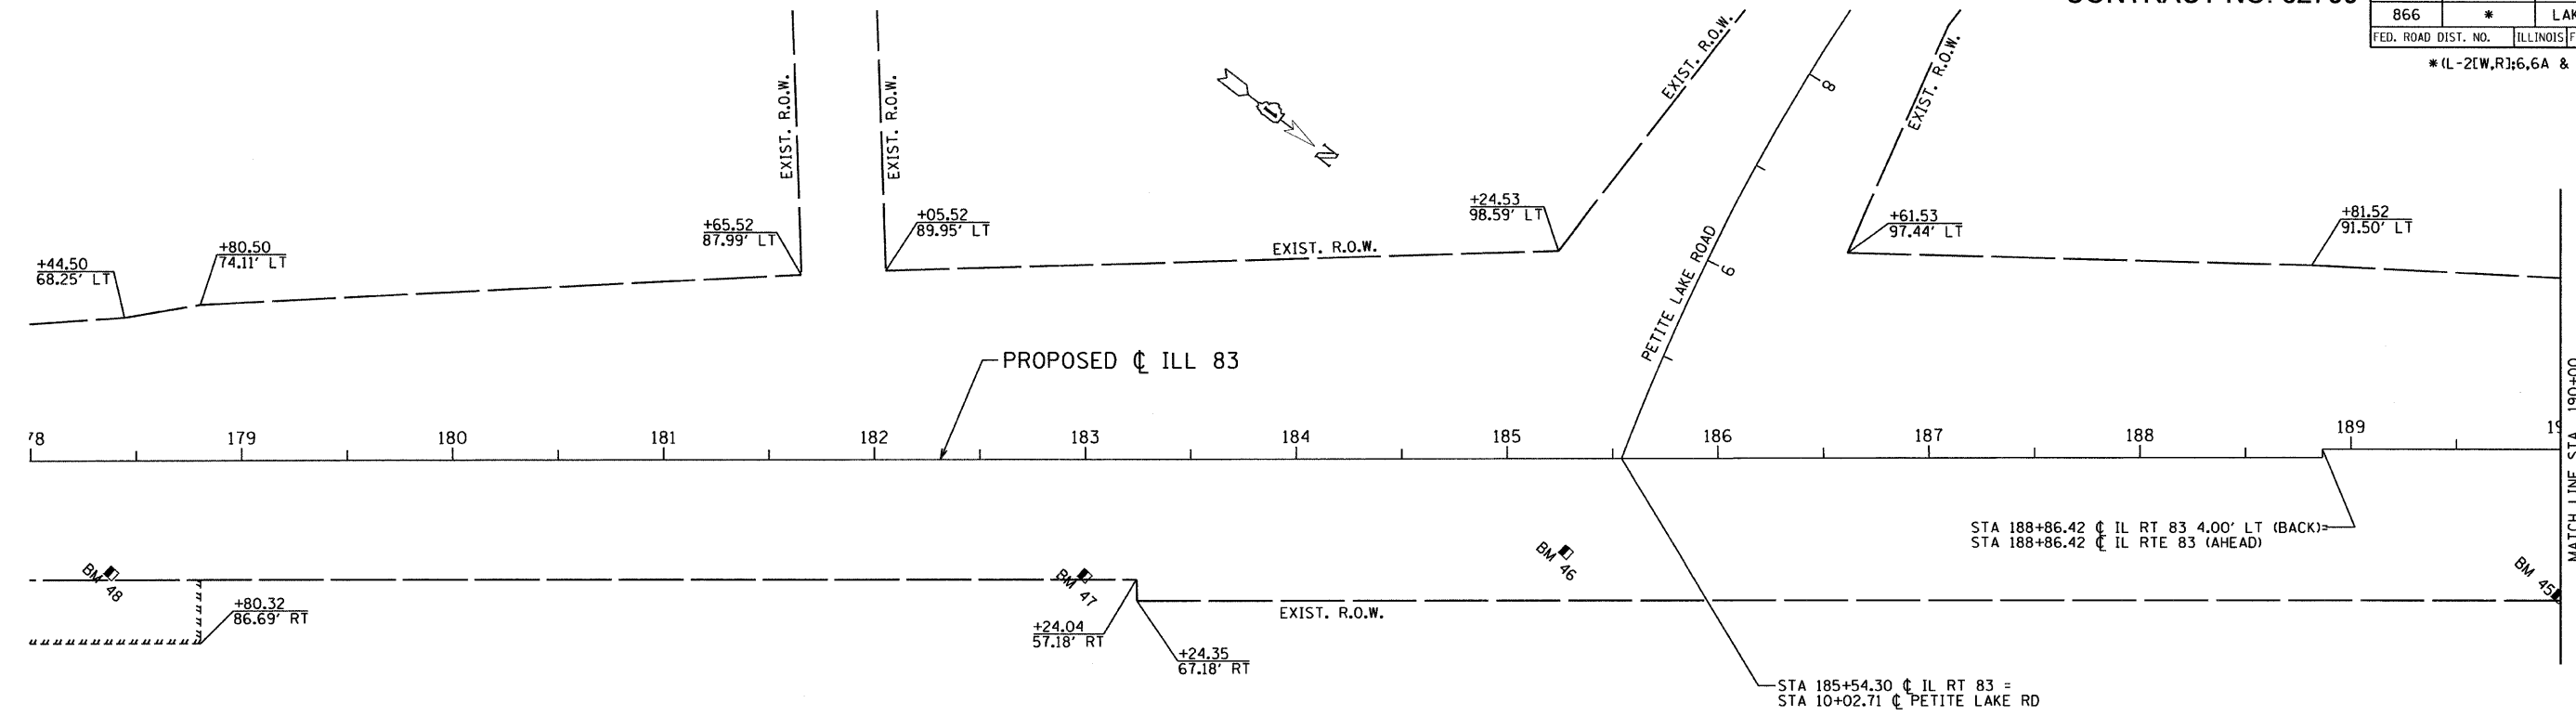 866 *
FED. ROAD DIST. NO. ILLINOIS
*(L-2[W,R];6,6A &
EXIST. R.O.W.
EXIST. R.O.W.
EXIST. R.O.W.
EXIST. R.O.W.
8
N
+44.50
68.25' LT
+80.50
74.11' LT
+65.52
87.99' LT
+05.52
89.95' LT
EXIST. R.O.W.
+24.53
98.59' LT
PETITE LAKE ROAD
6
+61.53
97.44' LT
+81.52
91.50' LT
PROPOSED ℄ ILL 83
179 180 181 182 183 184 185 186 187 188 189
MATCH LINE STA 190+00
STA 188+86.42 ℄ IL RT 83 4.00' LT (BACK)=
STA 188+86.42 ℄ IL RTE 83 (AHEAD)
BM 48
BM 47
BM 46
BM 45
+80.32
86.69' RT
+24.04
57.18' RT
+24.35
67.18' RT
EXIST. R.O.W.
STA 185+54.30 ℄ IL RT 83 =
STA 10+02.71 ℄ PETITE LAKE RD